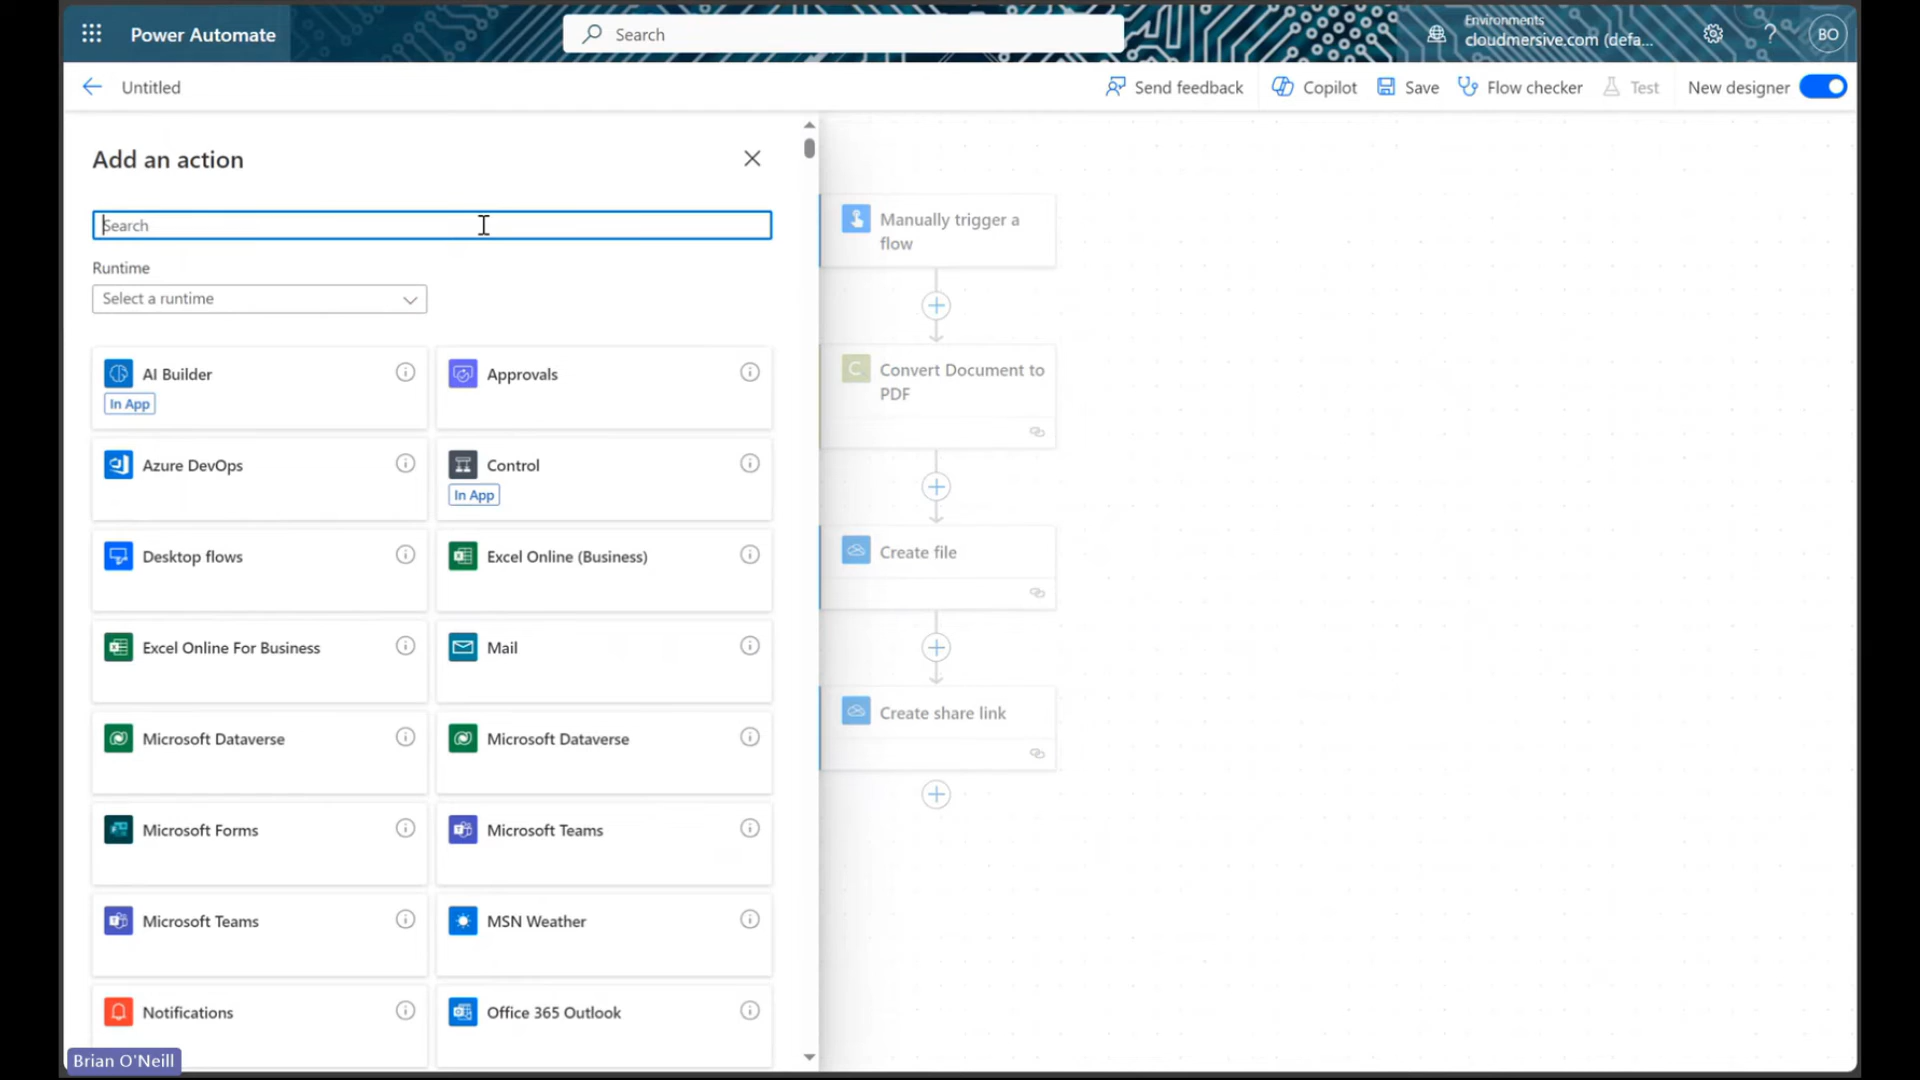 Power Automate
Search
Environments
cloudmersive.com (defa...
BO
Untitled
Send feedback
Copilot
Save
Flow checker
Test
New designer
Add an action
Search
Runtime
Select a runtime
AI Builder
In App
Approvals
Azure DevOps
Control
In App
Desktop flows
Excel Online (Business)
Excel Online For Business
Mail
Microsoft Dataverse
Microsoft Dataverse
Microsoft Forms
Microsoft Teams
Microsoft Teams
MSN Weather
Notifications
Office 365 Outlook
Manually trigger a
flow
C
Convert Document to
PDF
Create file
Create share link
Brian O'Neill